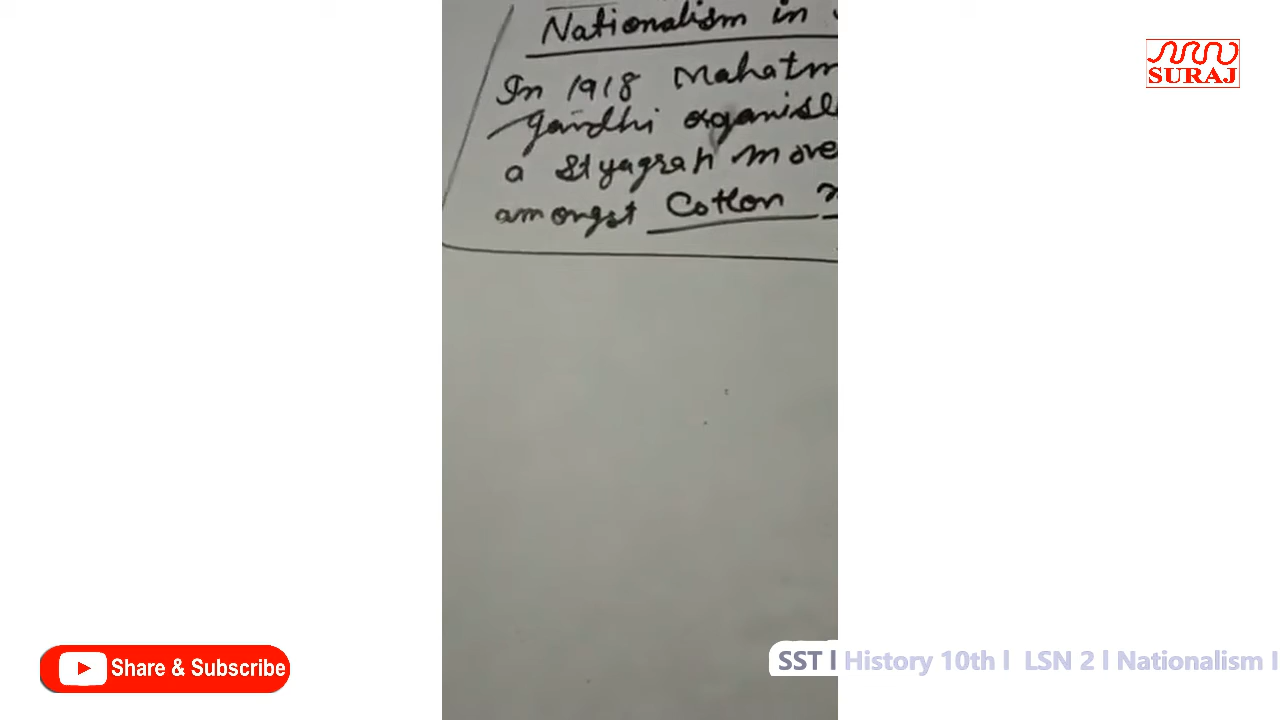 Nationalism in
In 1918 Mahatm
Gandhi organise
a Styagrah move
amongst Cotton
SURAJ
Share & Subscribe
SST l History 10th l LSN 2 l Nationalism I